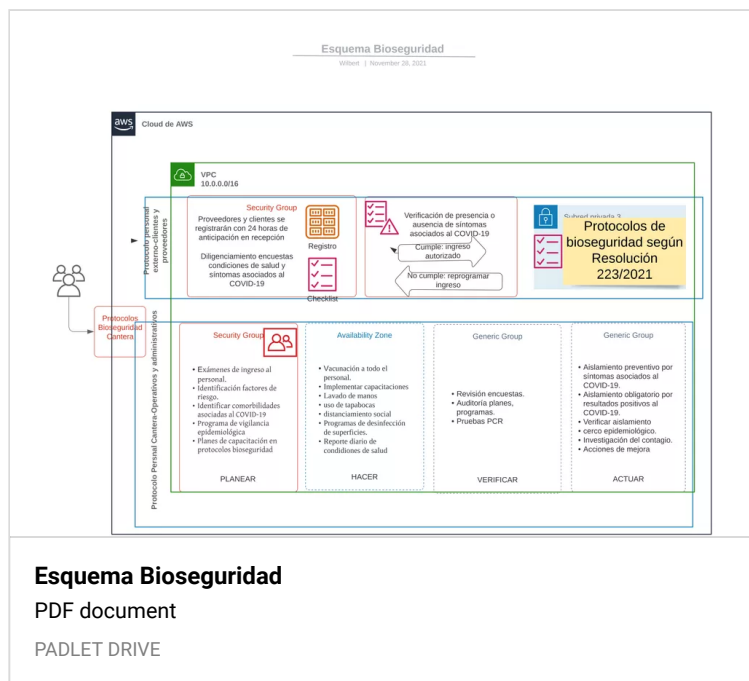 Esquema Bioseguridad
Wilbert | November 26, 2021
aws
Cloud de AWS
VPC
10.0.0.0/16
Protocolo personal
externo-clientes y
proveedores
Security Group
Proveedores y clientes se
registrarán con 24 horas de
anticipación en recepción
Diligenciamiento encuestas
condiciones de salud y
síntomas asociados al
COVID-19
Registro
Checklist
Verificación de presencia o
ausencia de síntomas
asociados al COVID-19
Cumple: ingreso
autorizado
No cumple: reprogramar
ingreso
Subred privada 3
Protocolos de
bioseguridad según
Resolución
223/2021
Protocolos
Bioseguridad
Cantera
Protocolo Persnal Cantera-Operativos y administrativos
Security Group
• Exámenes de ingreso al
personal.
• Identificación factores de
riesgo.
• Identificar comorbilidades
asociadas al COVID-19
• Programa de vigilancia
epidemiológica
• Planes de capacitación en
protocolos bioseguridad
PLANEAR
Availability Zone
• Vacunación a todo el
personal.
• Implementar capacitaciones
• Lavado de manos
• uso de tapabocas
• distanciamiento social
• Programas de desinfección
de superficies.
• Reporte diario de
condiciones de salud
HACER
Generic Group
• Revisión encuestas.
• Auditoría planes,
programas.
• Pruebas PCR
VERIFICAR
Generic Group
• Aislamiento preventivo por
síntomas asociados al
COVID-19.
• Aislamiento obligatorio por
resultados positivos al
COVID-19.
• Verificar aislamiento
• cerco epidemiológico.
• Investigación del contagio.
• Acciones de mejora
ACTUAR
Esquema Bioseguridad
PDF document
PADLET DRIVE